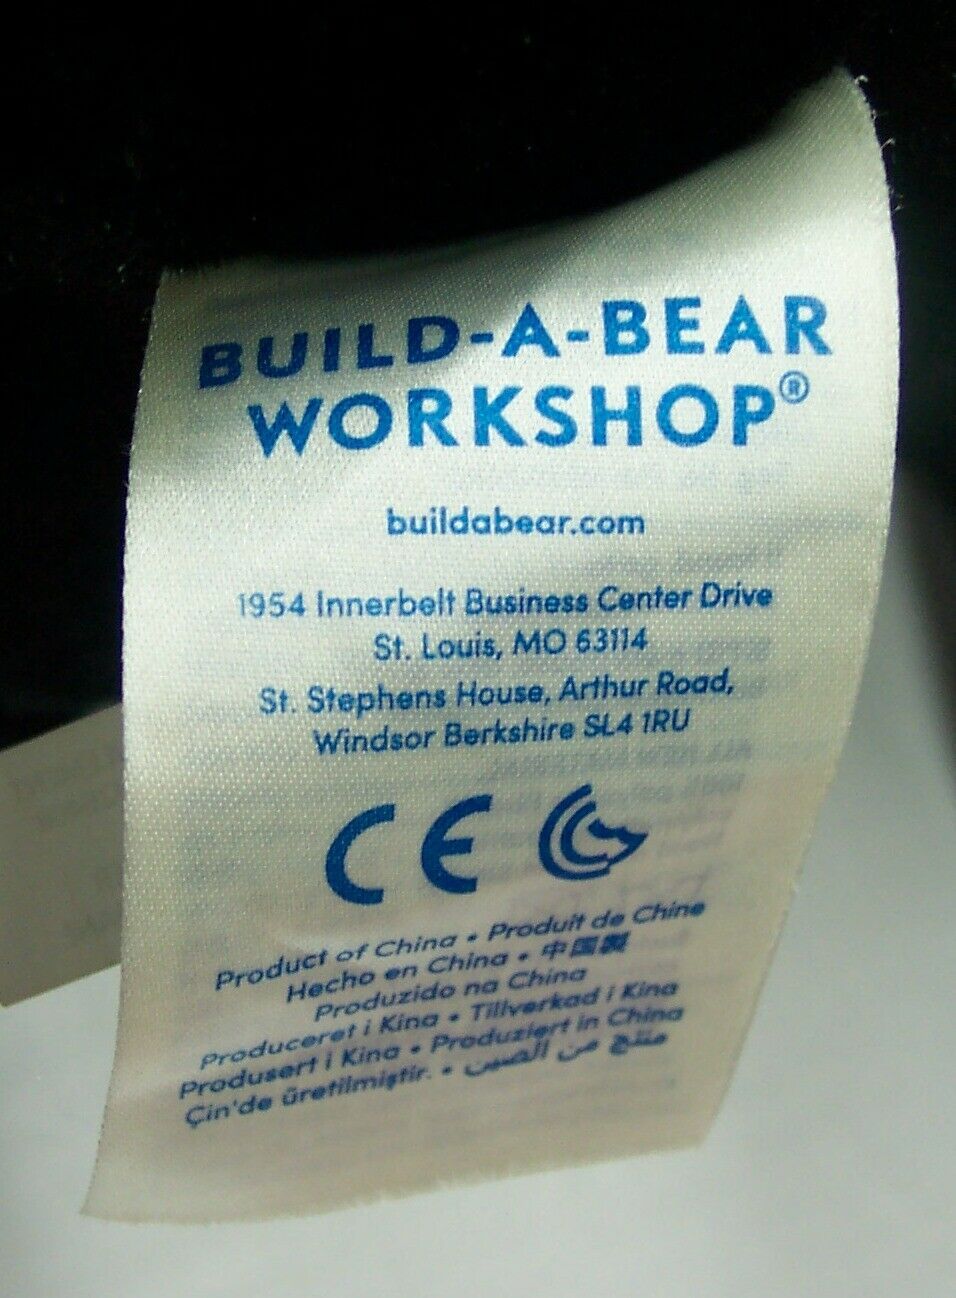 BUILD-A-BEAR
WORKSHOP®
buildabear.com
1954 Innerbelt Business Center Drive
St. Louis, MO 63114
St. Stephens House, Arthur Road,
Windsor Berkshire SL4 1RU
CE
Product of China • Produit de Chine
Hecho en China • 中国製
Produzido na China
Produceret i Kina • Tillverkad i Kina
Produsert i Kina • Produziert in China
Çin'de üretilmiştir. • منتج من الصين